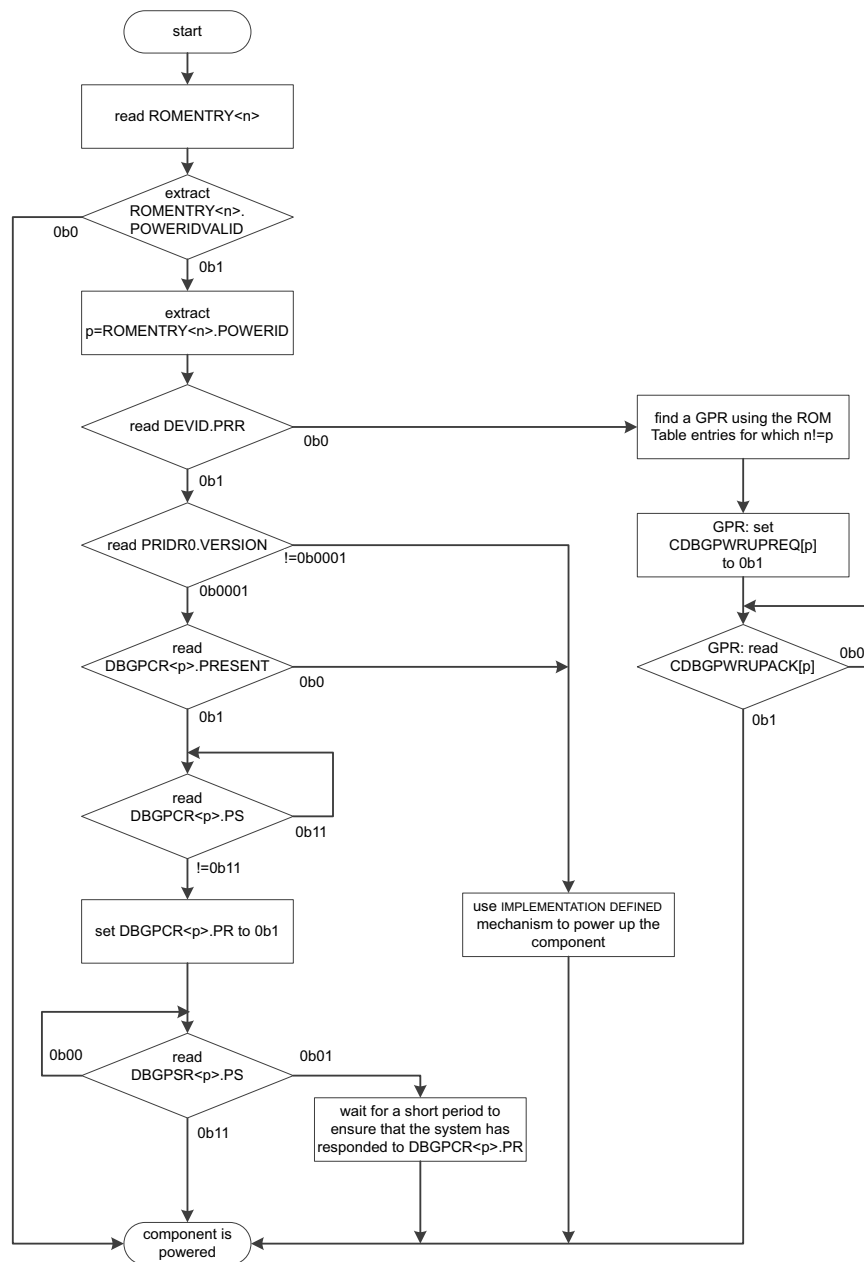 start
read ROMENTRY<n>
extract
ROMENTRY<n>.
POWERIDVALID
0b0
0b1
extract
p=ROMENTRY<n>.POWERID
read DEVID.PRR
0b0
0b1
find a GPR using the ROM
Table entries for which n!=p
read PRIDR0.VERSION
!=0b0001
0b0001
GPR: set
CDBGPWRUPREQ[p]
to 0b1
read
DBGPCR<p>.PRESENT
0b0
0b1
GPR: read
CDBGPWRUPACK[p]
0b0
0b1
read
DBGPCR<p>.PS
0b11
!=0b11
set DBGPCR<p>.PR to 0b1
use IMPLEMENTATION DEFINED
mechanism to power up the
component
0b00
read
DBGPSR<p>.PS
0b01
0b11
wait for a short period to
ensure that the system has
responded to DBGPCR<p>.PR
component is
powered